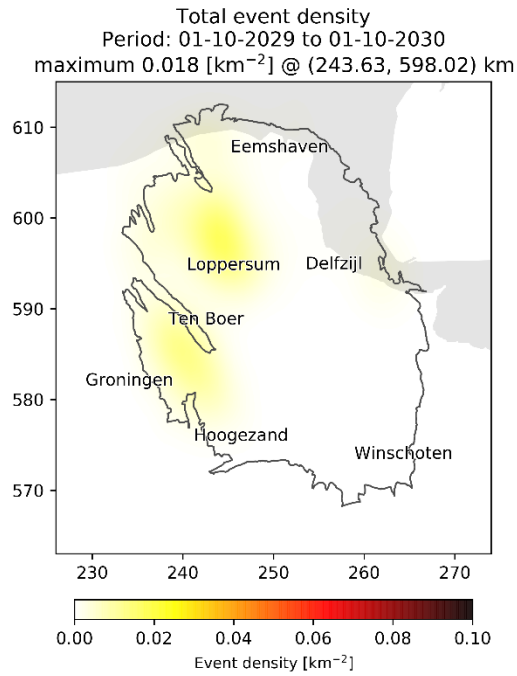 Total event density
Period: 01-10-2029 to 01-10-2030
maximum 0.018 [km⁻²] @ (243.63, 598.02) km
610
600
590
580
570
Eemshaven
Loppersum
Delfzijl
Ten Boer
Groningen
Hoogezand
Winschoten
230 240 250 260 270
0.00 0.02 0.04 0.06 0.08 0.10
Event density [km⁻²]